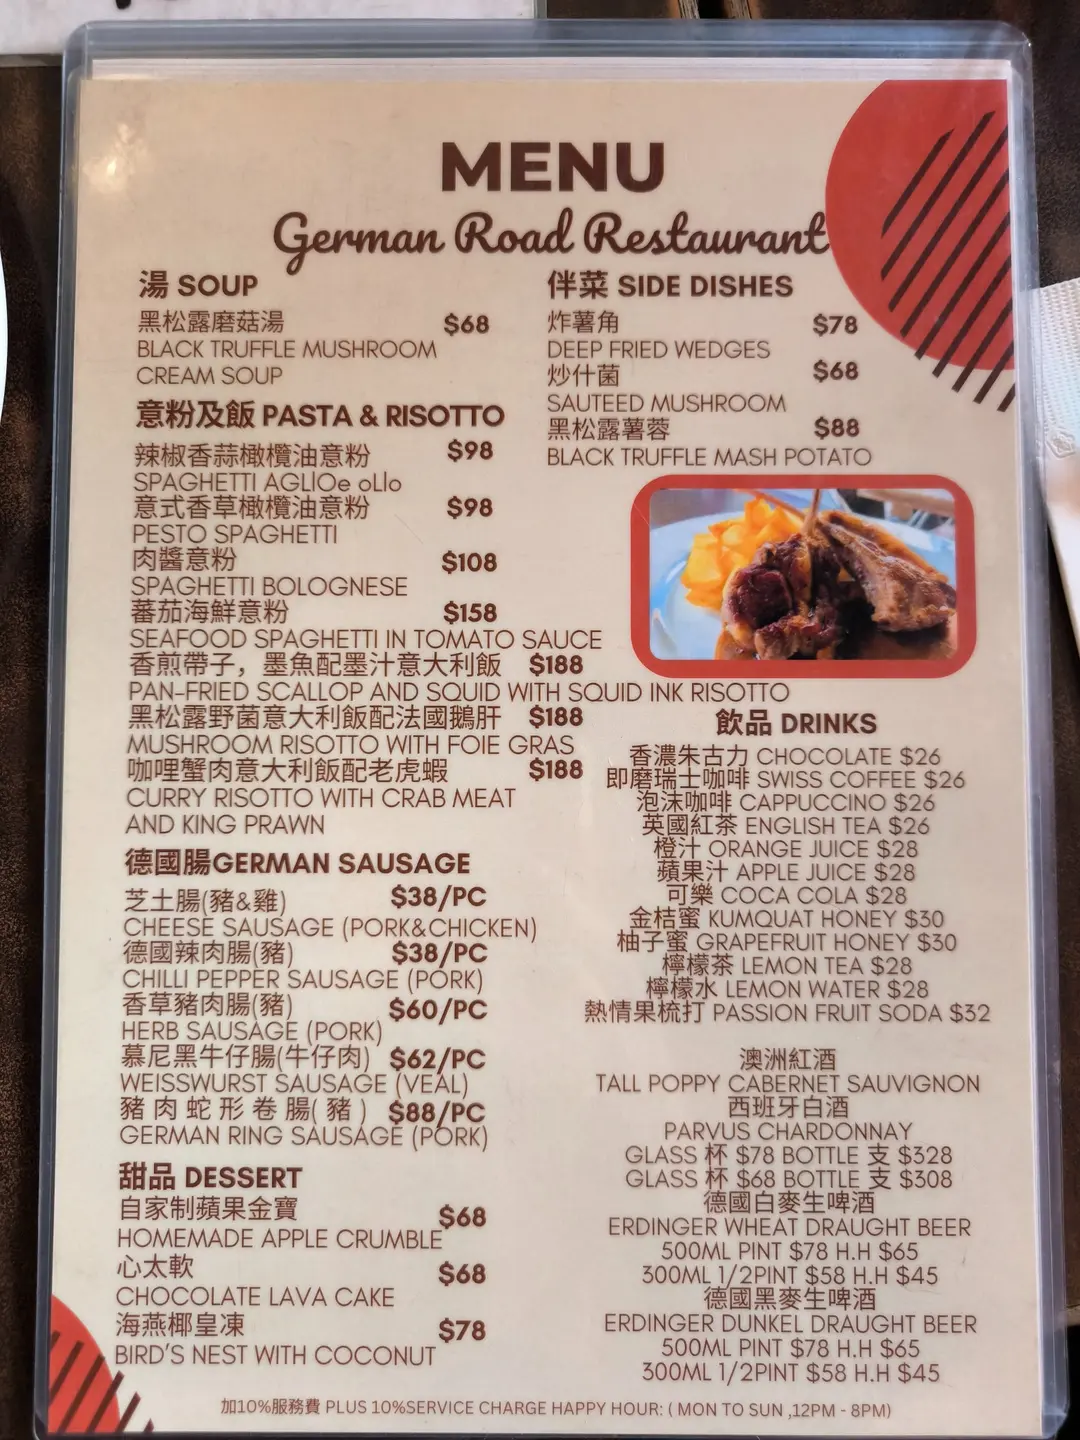 MENU
German Road Restaurant
湯 SOUP
黑松露磨菇湯 $68
BLACK TRUFFLE MUSHROOM
CREAM SOUP
意粉及飯 PASTA & RISOTTO
辣椒香蒜橄欖油意粉 $98
SPAGHETTI AGLIOe oLlo
意式香草橄欖油意粉 $98
PESTO SPAGHETTI
肉醬意粉 $108
SPAGHETTI BOLOGNESE
蕃茄海鮮意粉 $158
SEAFOOD SPAGHETTI IN TOMATO SAUCE
香煎帶子，墨魚配墨汁意大利飯 $188
PAN-FRIED SCALLOP AND SQUID WITH SQUID INK RISOTTO
黑松露野菌意大利飯配法國鵝肝 $188
MUSHROOM RISOTTO WITH FOIE GRAS
咖哩蟹肉意大利飯配老虎蝦 $188
CURRY RISOTTO WITH CRAB MEAT
AND KING PRAWN
德國腸GERMAN SAUSAGE
芝士腸(豬&雞) $38/PC
CHEESE SAUSAGE (PORK&CHICKEN)
德國辣肉腸(豬) $38/PC
CHILLI PEPPER SAUSAGE (PORK)
香草豬肉腸(豬) $60/PC
HERB SAUSAGE (PORK)
慕尼黑牛仔腸(牛仔肉) $62/PC
WEISSWURST SAUSAGE (VEAL)
豬肉蛇形卷腸(豬) $88/PC
GERMAN RING SAUSAGE (PORK)
甜品 DESSERT
自家制蘋果金寶 $68
HOMEMADE APPLE CRUMBLE
心太軟 $68
CHOCOLATE LAVA CAKE
海燕椰皇凍 $78
BIRD'S NEST WITH COCONUT
伴菜 SIDE DISHES
炸薯角 $78
DEEP FRIED WEDGES
炒什菌 $68
SAUTEED MUSHROOM
黑松露薯蓉 $88
BLACK TRUFFLE MASH POTATO
飲品 DRINKS
香濃朱古力 CHOCOLATE $26
即磨瑞士咖啡 SWISS COFFEE $26
泡沫咖啡 CAPPUCCINO $26
英國紅茶 ENGLISH TEA $26
橙汁 ORANGE JUICE $28
蘋果汁 APPLE JUICE $28
可樂 COCA COLA $28
金桔蜜 KUMQUAT HONEY $30
柚子蜜 GRAPEFRUIT HONEY $30
檸檬茶 LEMON TEA $28
檸檬水 LEMON WATER $28
熱情果梳打 PASSION FRUIT SODA $32
澳洲紅酒
TALL POPPY CABERNET SAUVIGNON
西班牙白酒
PARVUS CHARDONNAY
GLASS 杯 $78 BOTTLE 支 $328
GLASS 杯 $68 BOTTLE 支 $308
德國白麥生啤酒
ERDINGER WHEAT DRAUGHT BEER
500ML PINT $78 H.H $65
300ML 1/2PINT $58 H.H $45
德國黑麥生啤酒
ERDINGER DUNKEL DRAUGHT BEER
500ML PINT $78 H.H $65
300ML 1/2PINT $58 H.H $45
加10%服務費 PLUS 10%SERVICE CHARGE HAPPY HOUR: ( MON TO SUN ,12PM - 8PM)